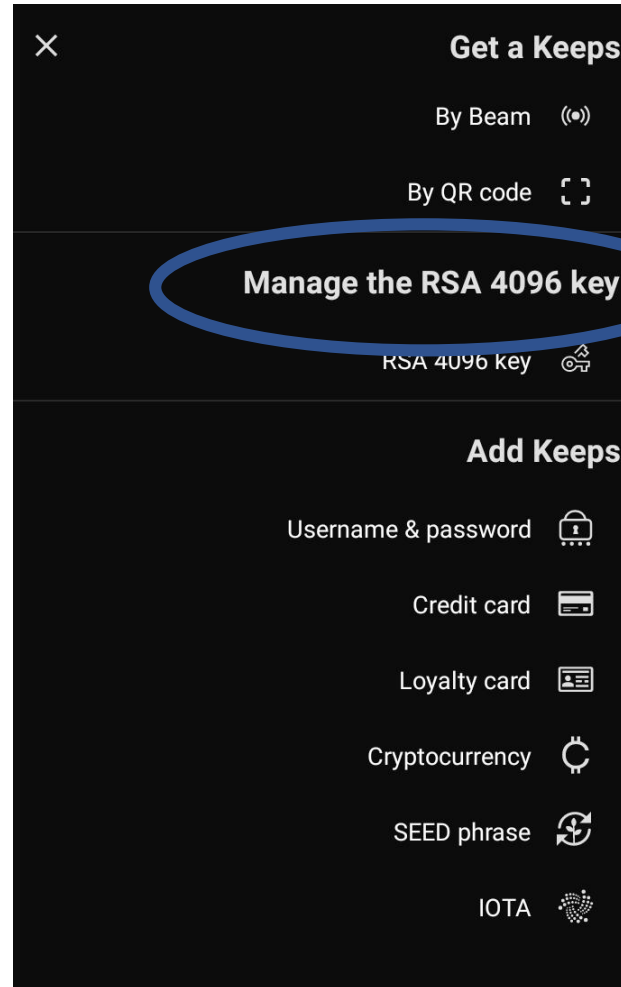 Get a Keeps
By Beam
By QR code
Manage the RSA 4096 key
RSA 4096 key
Add Keeps
Username & password
Credit card
Loyalty card
Cryptocurrency
SEED phrase
IOTA